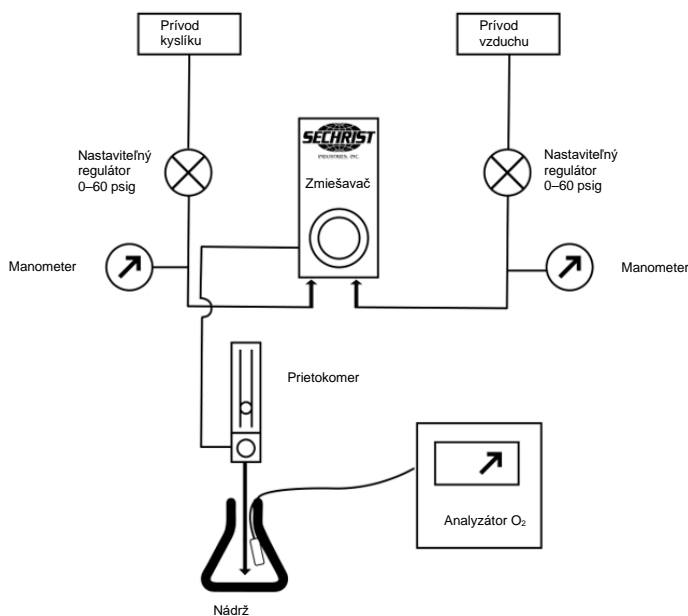 Prívod
kyslíku
Prívod
vzduchu
SECHRIST
INDUSTRIES, INC.
Nastaviteľný
regulátor
0–60 psig
Zmiešavač
Nastaviteľný
regulátor
0–60 psig
Manometer
Manometer
Prietokomer
Analyzátor O₂
Nádrž